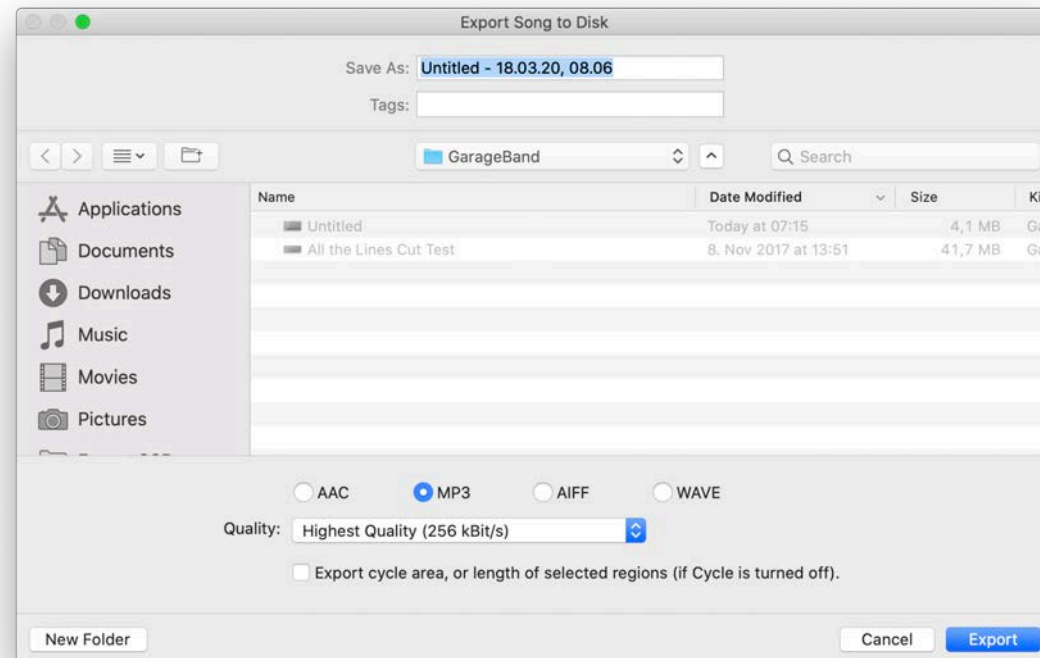 Export Song to Disk
Save As: Untitled - 18.03.20, 08.06
Tags:
GarageBand
Search
Applications
Documents
Downloads
Music
Movies
Pictures
Name Date Modified Size
Untitled Today at 07:15 4,1 MB
All the Lines Cut Test 8. Nov 2017 at 13:51 41,7 MB
AAC MP3 AIFF WAVE
Quality: Highest Quality (256 kBit/s)
Export cycle area, or length of selected regions (if Cycle is turned off).
New Folder Cancel Export